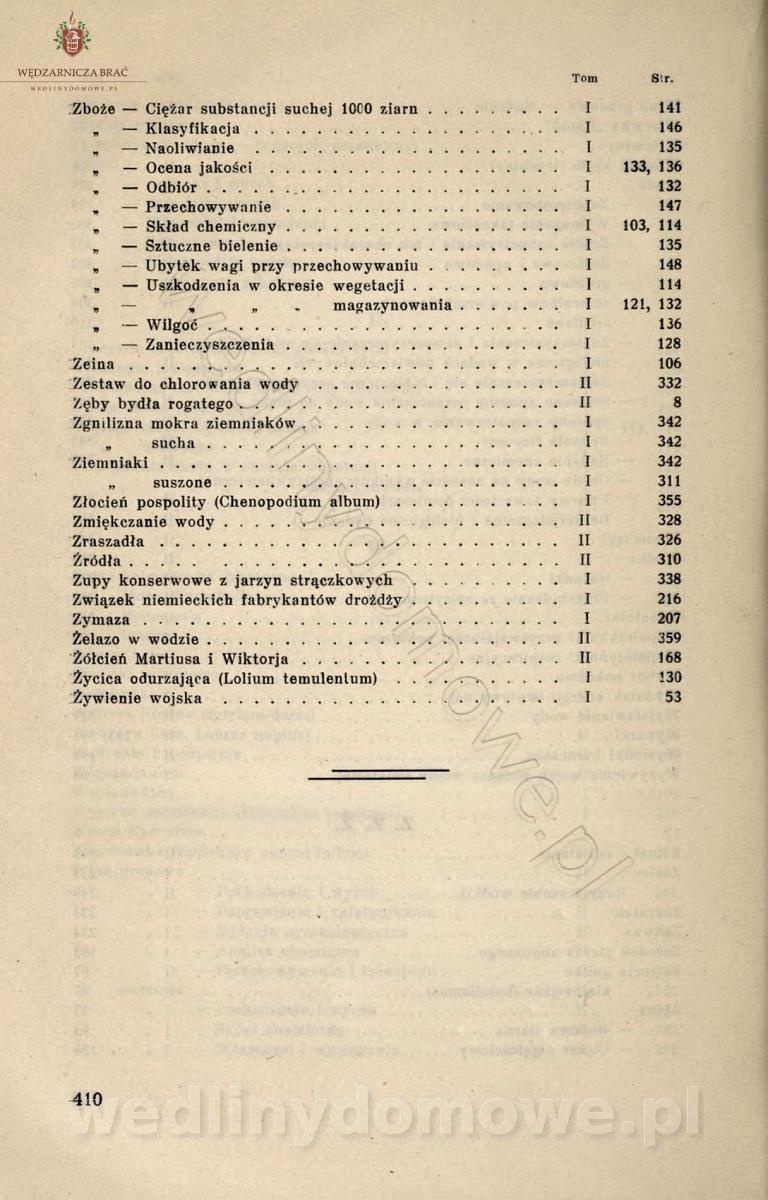 WĘDZARNICZA BRAĆ
WEDLINYDOMOWE.PL
Tom Str.
Zboże — Ciężar substancji suchej 1000 ziarn . . . . . . . . . I 141
„ — Klasyfikacja . . . . . . . . . . . . . . . . I 146
„ — Naoliwianie . . . . . . . . . . . . . . . . I 135
„ — Ocena jakości . . . . . . . . . . . . . . . I 133, 136
„ — Odbiór . . . . . . . . . . . . . . . . . . I 132
„ — Przechowywanie . . . . . . . . . . . . . . I 147
„ — Skład chemiczny . . . . . . . . . . . . . . I 103, 114
„ — Sztuczne bielenie . . . . . . . . . . . . . . I 135
„ — Ubytek wagi przy przechowywaniu . . . . . . . I 148
„ — Uszkodzenia w okresie wegetacji . . . . . . . . I 114
„ — „ „ „ magazynowania . . . . . . . I 121, 132
„ — Wilgoć . . . . . . . . . . . . . . . . . . I 136
„ — Zanieczyszczenia . . . . . . . . . . . . . . I 128
Zeina . . . . . . . . . . . . . . . . . . . . . . I 106
Zestaw do chlorowania wody . . . . . . . . . . . . . II 332
Zęby bydła rogatego . . . . . . . . . . . . . . . . II 8
Zgnilizna mokra ziemniaków . . . . . . . . . . . . . . I 342
„ sucha . . . . . . . . . . . . . . . . . . . I 342
Ziemniaki . . . . . . . . . . . . . . . . . . . . . I 342
„ suszone . . . . . . . . . . . . . . . . . . I 311
Złocień pospolity (Chenopodium album) . . . . . . . . . I 355
Zmiękczanie wody . . . . . . . . . . . . . . . . . . II 328
Zraszadła . . . . . . . . . . . . . . . . . . . . . II 326
Źródła . . . . . . . . . . . . . . . . . . . . . . II 310
Zupy konserwowe z jarzyn strączkowych . . . . . . . . I 338
Związek niemieckich fabrykantów drożdży . . . . . . . . I 216
Zymaza . . . . . . . . . . . . . . . . . . . . . . I 207
Żelazo w wodzie . . . . . . . . . . . . . . . . . . II 359
Żółcień Martiusa i Wiktorja . . . . . . . . . . . . . . II 168
Życica odurzająca (Lolium temulentum) . . . . . . . . . I 130
Żywienie wojska . . . . . . . . . . . . . . . . . . I 53
wedlinydomowe.pl
410
wedlinydomowe.pl